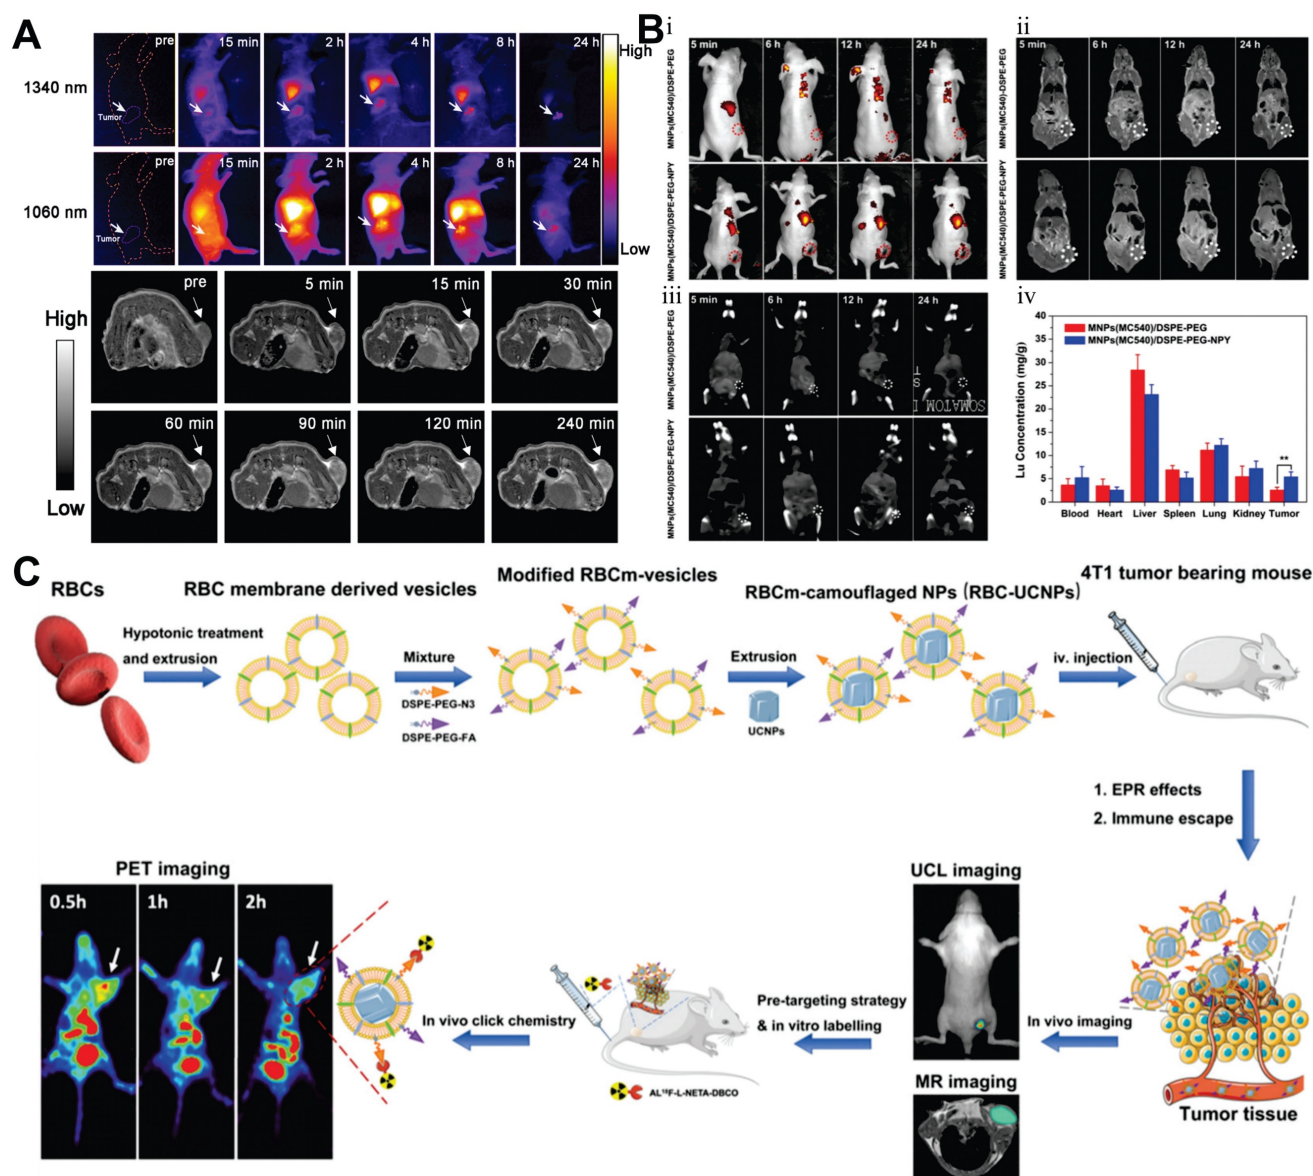 A
pre
15 min
2 h
4 h
8 h
24 h
High
1340 nm
Tumor
pre
15 min
2 h
4 h
8 h
24 h
1060 nm
Tumor
Low
High
Low
pre
5 min
15 min
30 min
60 min
90 min
120 min
240 min
B
i
MNPs(MC540)/DSPE-PEG
5 min
6 h
12 h
24 h
MNPs(MC540)/DSPE-PEG-NPY
ii
MNPs(MC540)-DSPE-PEG
5 min
6 h
12 h
24 h
MNPs(MC540)/DSPE-PEG-NPY
iii
MNPs(MC540)/DSPE-PEG
5 min
6 h
12 h
24 h
SOMATOM
MNPs(MC540)/DSPE-PEG-NPY
iv
Lu Concentration (mg/g)
40
35
30
25
20
15
10
5
0
MNPs(MC540)/DSPE-PEG
MNPs(MC540)/DSPE-PEG-NPY
**
Blood Heart Liver Spleen Lung Kidney Tumor
C
RBCs
Hypotonic treatment
and extrusion
RBC membrane derived vesicles
Mixture
DSPE-PEG-N3
DSPE-PEG-FA
Modified RBCm-vesicles
Extrusion
UCNPs
RBCm-camouflaged NPs (RBC-UCNPs)
iv. injection
4T1 tumor bearing mouse
1. EPR effects
2. Immune escape
Tumor tissue
In vivo imaging
UCL imaging
MR imaging
Pre-targeting strategy
& in vitro labelling
AL¹⁸F-L-NETA-DBCO
In vivo click chemistry
PET imaging
0.5h
1h
2h